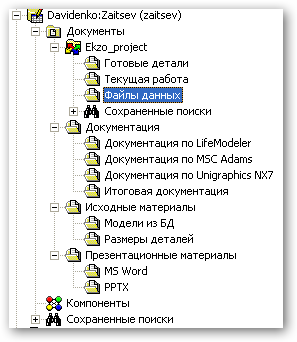 Davidenko:Zaitsev (zaitsev)
Документы
Ekzo_project
Готовые детали
Текущая работа
Файлы данных
Сохраненные поиски
Документация
Документация по LifeModeler
Документация по MSC Adams
Документация по Unigraphics NX7
Итоговая документация
Исходные материалы
Модели из БД
Размеры деталей
Презентационные материалы
MS Word
PPTX
Компоненты
Сохраненные поиски